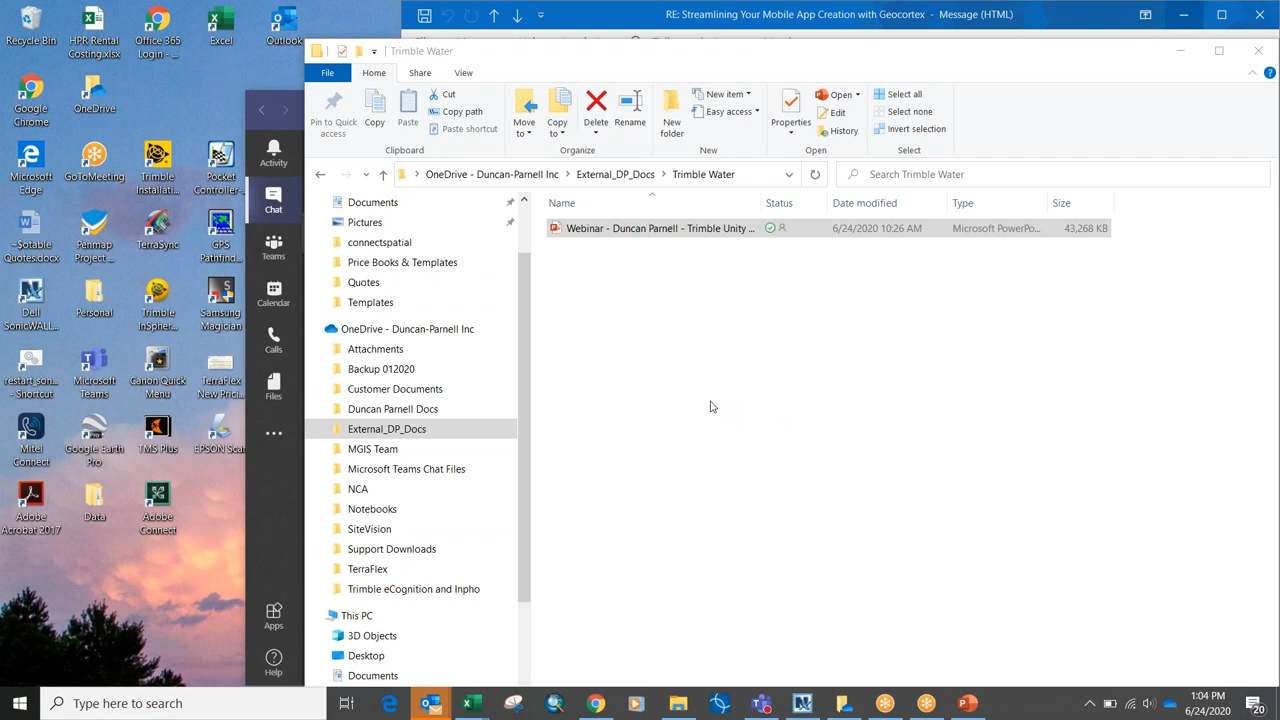 RE: Streamlining Your Mobile App Creation with Geocortex - Message (HTML)
Trimble Water
File
Home
Share
View
Pin to Quick access
Copy
Paste
Cut
Copy path
Paste shortcut
Clipboard
Move to
Copy to
Delete
Rename
Organize
New folder
New item
Easy access
New
Properties
Open
Edit
History
Open
Select all
Select none
Invert selection
Select
OneDrive - Duncan-Parnell Inc
External_DP_Docs
Trimble Water
Search Trimble Water
Name
Status
Date modified
Type
Size
Webinar - Duncan Parnell - Trimble Unity ...
6/24/2020 10:26 AM
Microsoft PowerPo...
43,268 KB
Documents
Pictures
connectspatial
Price Books & Templates
Quotes
Templates
OneDrive - Duncan-Parnell Inc
Attachments
Backup 012020
Customer Documents
Duncan Parnell Docs
External_DP_Docs
MGIS Team
Microsoft Teams Chat Files
NCA
Notebooks
SiteVision
Support Downloads
TerraFlex
Trimble eCognition and Inpho
This PC
3D Objects
Desktop
Documents
Activity
Chat
Teams
Calendar
Calls
Files
Apps
Help
Recycle Bin
HPR-Rental Costing.xlsx
Office 365 Login - ...
Excel
Outlook
Google Chrome
OneDrive
Microsoft Edge
GoToMeeting
Trimble Installati...
Pocket Controller-...
~Sotable Quotes.docx
Penmap Project ...
TerraSync
GPS Pathfind...
Dell SonicWALL...
Personal
Trimble InSpher...
Samsung Magician
restart_son... Shortcut
Microsoft Teams
Canon Quick Menu
TerraFlex New Prici...
Mitel Connect
Google Earth Pro
TMS Plus
EPSON Scan
Adobe Acrobat 2017
Data
Adobe Connect
Type here to search
1:04 PM
6/24/2020
20